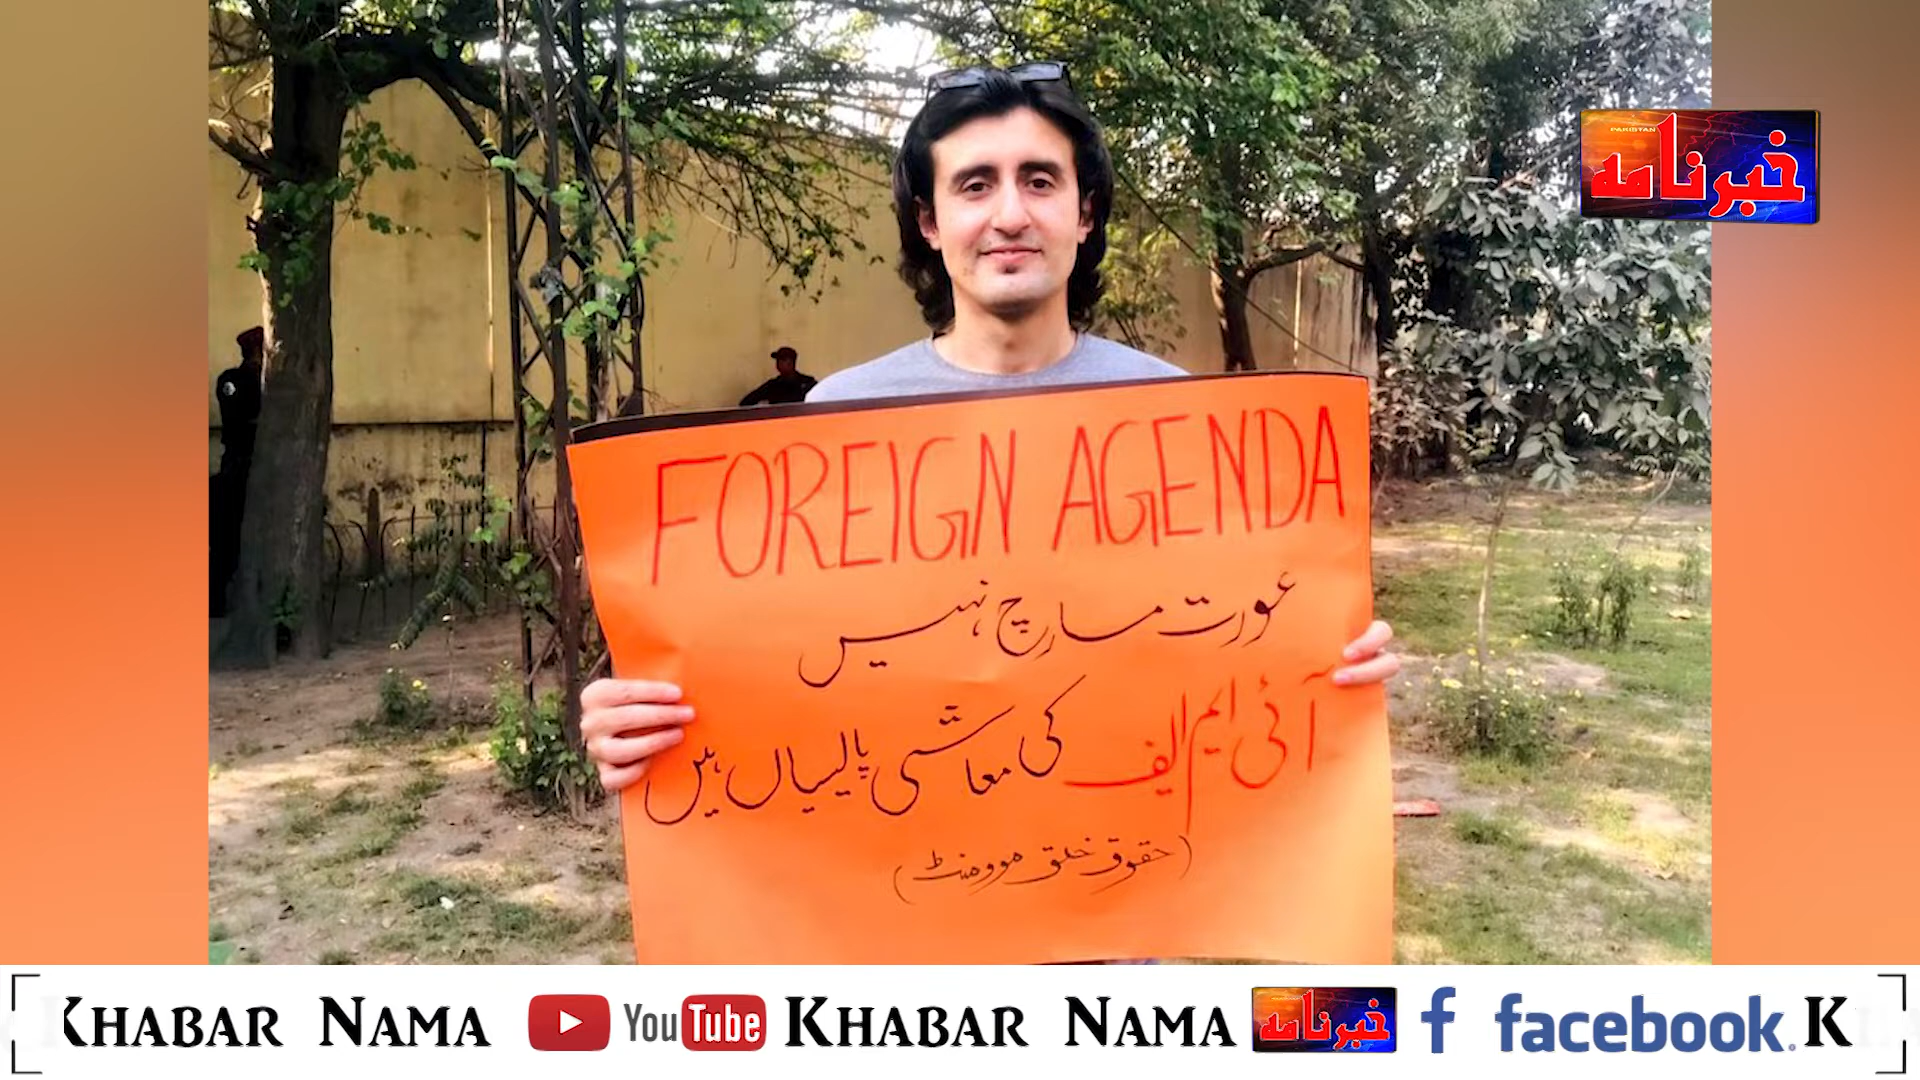 PAKISTAN
خبرنامہ
FOREIGN AGENDA
عورت مارچ نہیں
آئی ایم ایف کی معاشی پالیسیاں ہیں
(حقوق خلق موومنٹ)
KHABAR NAMA YouTube KHABAR NAMA خبرنامہ f facebook. K